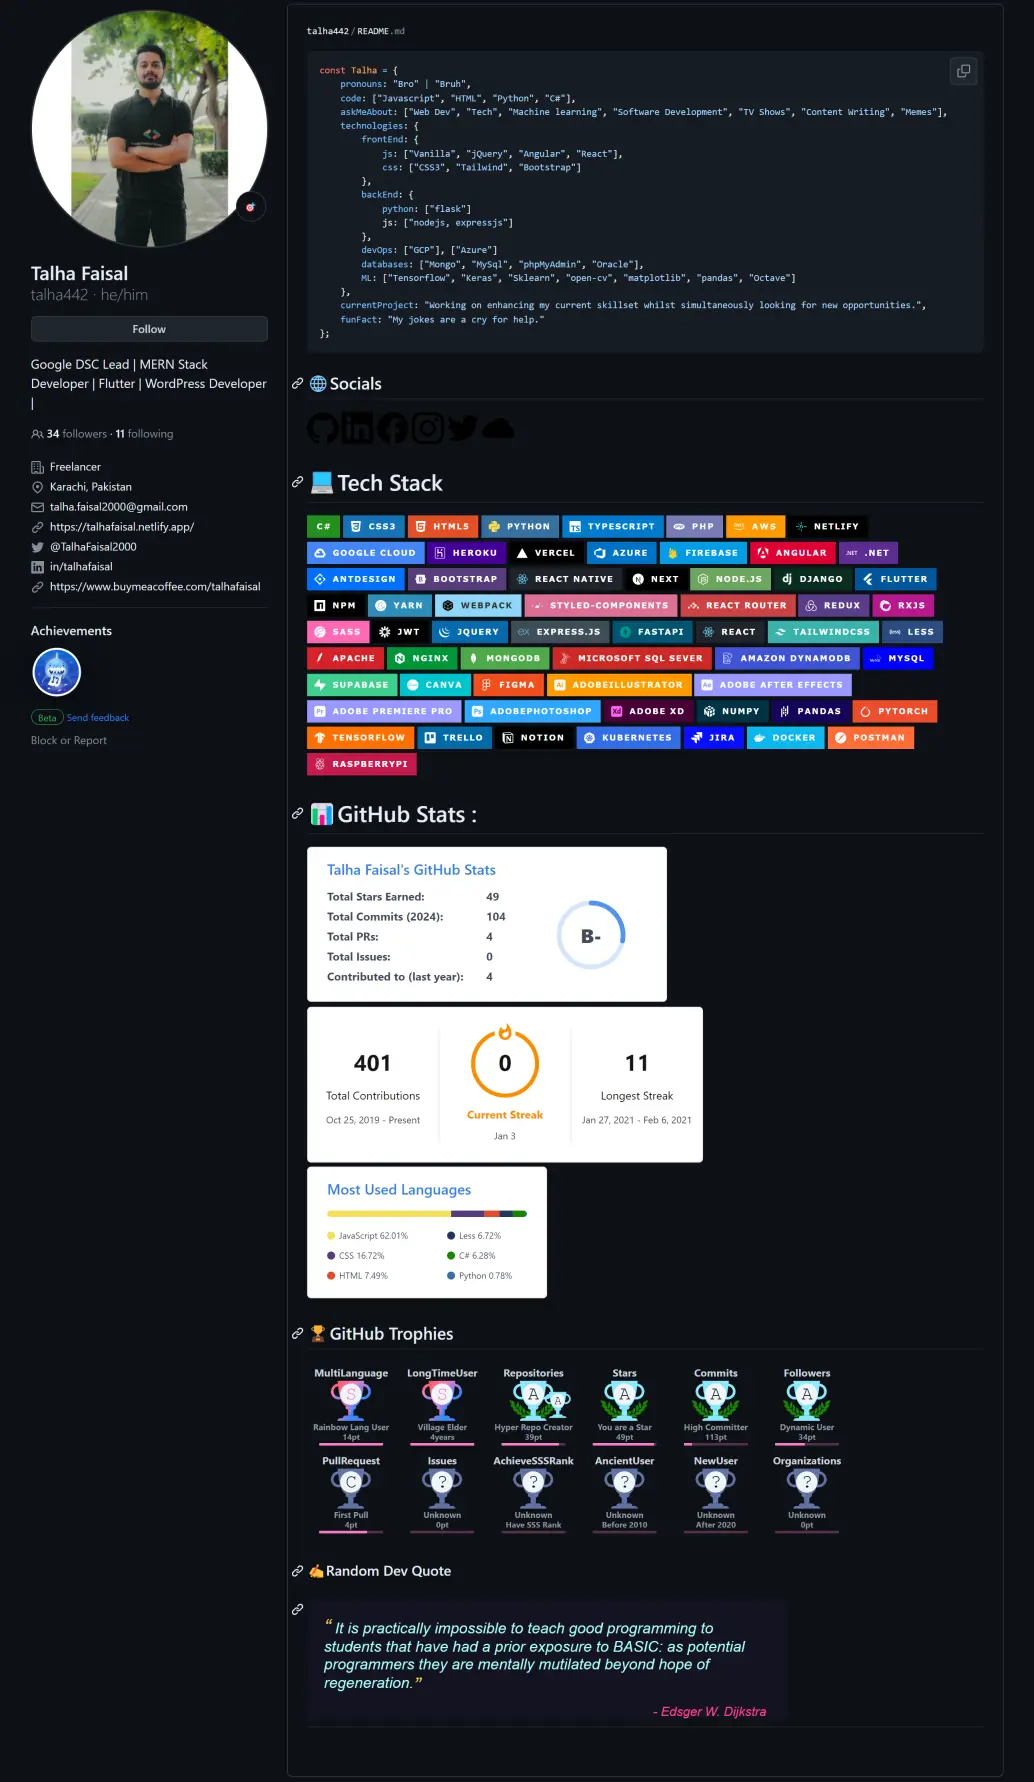 Talha Faisal
talha442 · he/him
Follow
Google DSC Lead | MERN Stack
Developer | Flutter | WordPress Developer
|
34 followers · 11 following
Freelancer
Karachi, Pakistan
talha.faisal2000@gmail.com
https://talhafaisal.netlify.app/
@TalhaFaisal2000
in/talhafaisal
https://www.buymeacoffee.com/talhafaisal
Achievements
Beta Send feedback
Block or Report
talha442/README.md
const Talha = {
pronouns: "Bro" | "Bruh",
code: ["Javascript", "HTML", "Python", "C#"],
askMeAbout: ["Web Dev", "Tech", "Machine learning", "Software Development", "TV Shows", "Content Writing", "Memes"],
technologies: {
frontEnd: {
js: ["Vanilla", "jQuery", "Angular", "React"],
css: ["CSS3", "Tailwind", "Bootstrap"]
},
backEnd: {
python: ["flask"]
js: ["nodejs, expressjs"]
},
devOps: ["GCP"], ["Azure"]
databases: ["Mongo", "MySql", "phpMyAdmin", "Oracle"],
ML: ["Tensorflow", "Keras", "Sklearn", "open-cv", "matplotlib", "pandas", "Octave"]
},
currentProject: "Working on enhancing my current skillset whilst simultaneously looking for new opportunities.",
funFact: "My jokes are a cry for help."
};
Socials
Tech Stack
C# CSS3 HTML5 PYTHON TYPESCRIPT PHP AWS NETLIFY
GOOGLE CLOUD HEROKU VERCEL AZURE FIREBASE ANGULAR .NET
ANTDESIGN BOOTSTRAP REACT NATIVE NEXT NODE.JS DJANGO FLUTTER
NPM YARN WEBPACK STYLED-COMPONENTS REACT ROUTER REDUX RXJS
SASS JWT JQUERY EXPRESS.JS FASTAPI REACT TAILWINDCSS LESS
APACHE NGINX MONGODB MICROSOFT SQL SEVER AMAZON DYNAMODB MYSQL
SUPABASE CANVA FIGMA ADOBEILLUSTRATOR ADOBE AFTER EFFECTS
ADOBE PREMIERE PRO ADOBEPHOTOSHOP ADOBE XD NUMPY PANDAS PYTORCH
TENSORFLOW TRELLO NOTION KUBERNETES JIRA DOCKER POSTMAN
RASPBERRYPI
GitHub Stats :
Talha Faisal's GitHub Stats
Total Stars Earned: 49
Total Commits (2024): 104
Total PRs: 4
Total Issues: 0
Contributed to (last year): 4
B-
401 0 11
Total Contributions Current Streak Longest Streak
Oct 25, 2019 - Present Jan 3 Jan 27, 2021 - Feb 6, 2021
Most Used Languages
JavaScript 62.01% Less 6.72%
CSS 16.72% C# 6.28%
HTML 7.49% Python 0.78%
GitHub Trophies
MultiLanguage LongTimeUser Repositories Stars Commits Followers
S S A A A A A
Rainbow Lang User Village Elder Hyper Repo Creator You are a Star High Committer Dynamic User
14pt 4years 39pt 49pt 113pt 34pt
PullRequest Issues AchieveSSSRank AncientUser NewUser Organizations
C ? ? ? ? ?
First Pull Unknown Unknown Unknown Unknown Unknown
4pt 0pt Have SSS Rank Before 2010 After 2020 0pt
Random Dev Quote
“ It is practically impossible to teach good programming to
students that have had a prior exposure to BASIC: as potential
programmers they are mentally mutilated beyond hope of
regeneration.”
- Edsger W. Dijkstra